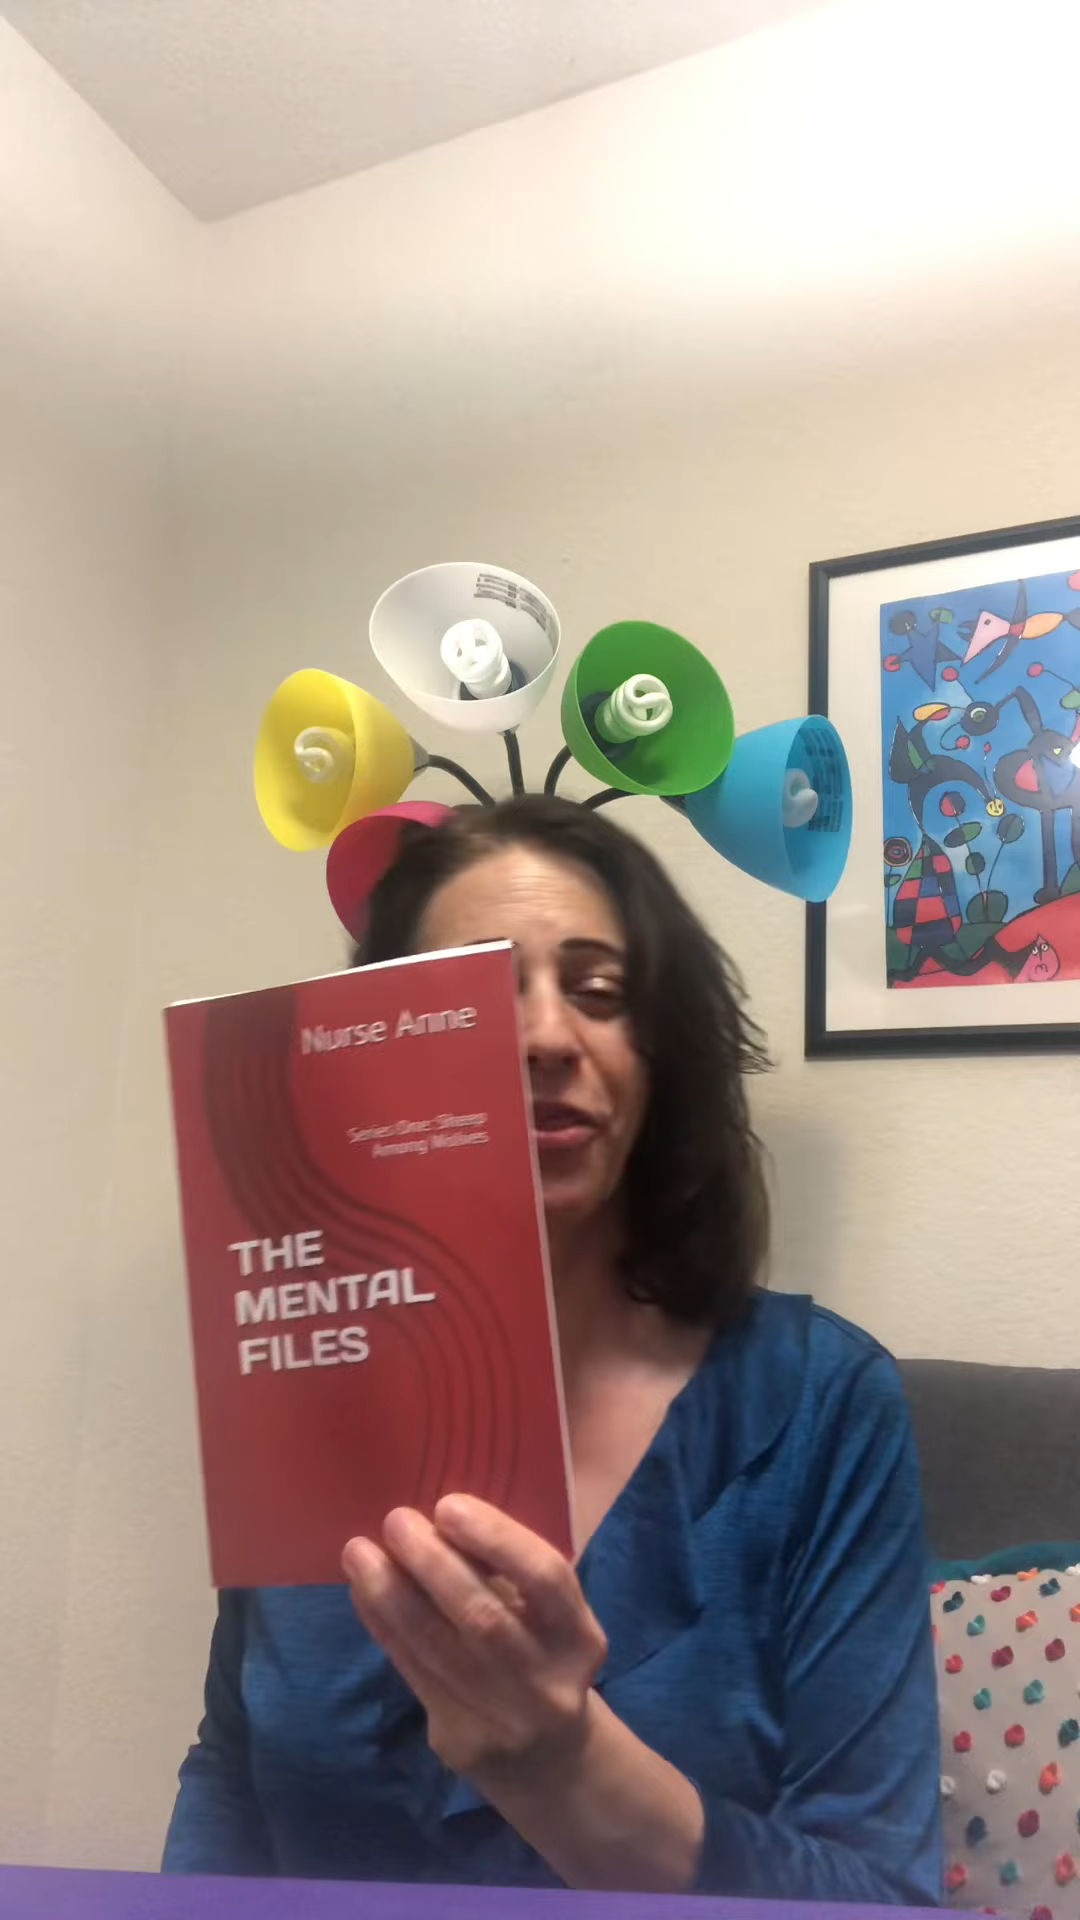 Nurse Anne
Series One: Sheep
Among Wolves
THE
MENTAL
FILES